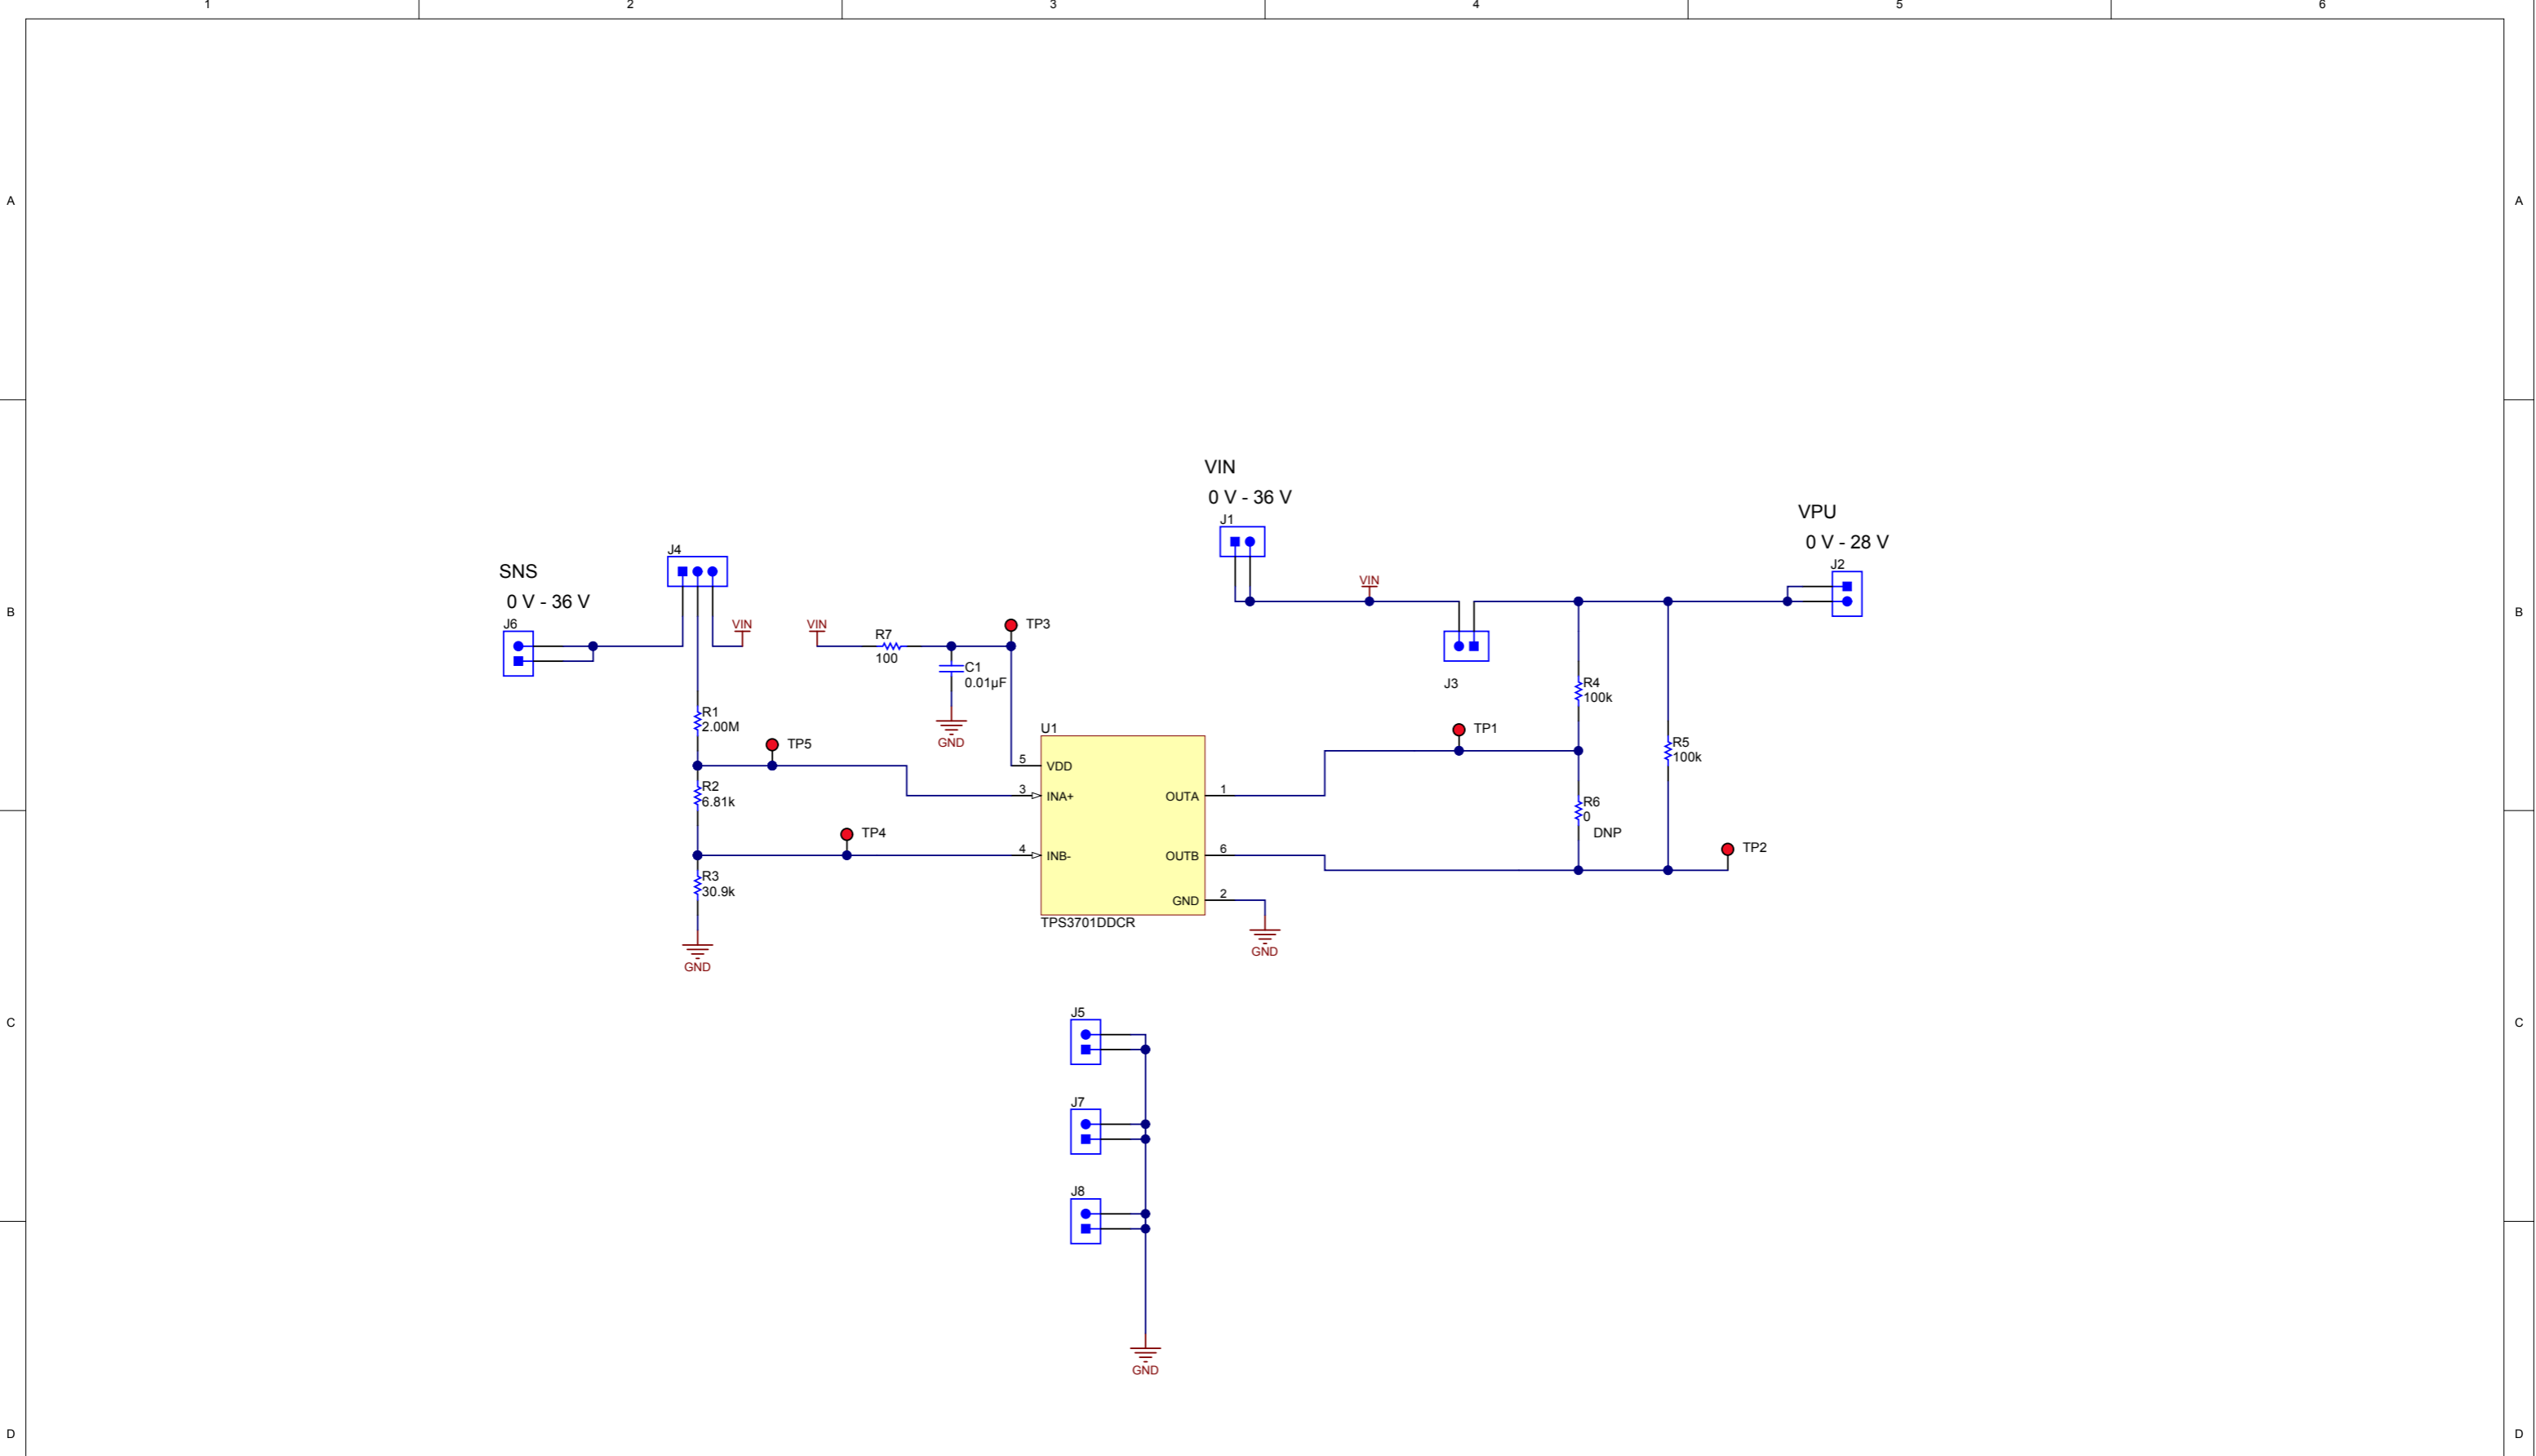 1 2 3 4 5 6
A A
VIN
0 V - 36 V
VPU
0 V - 28 V
J1
J2
J4
SNS
0 V - 36 V
J6
VIN
VIN
VIN
R7
100
TP3
C1
0.01µF
GND
J3
R4
100k
B B
R1
2.00M
TP5
TP1
R5
100k
U1
5 VDD
3 INA+
OUTA 1
R2
6.81k
R6
0
DNP
TP4
4 INB-
OUTB 6
TP2
R3
30.9k
GND 2
TPS3701DDCR
GND
GND
J5
C C
J7
J8
GND
D D